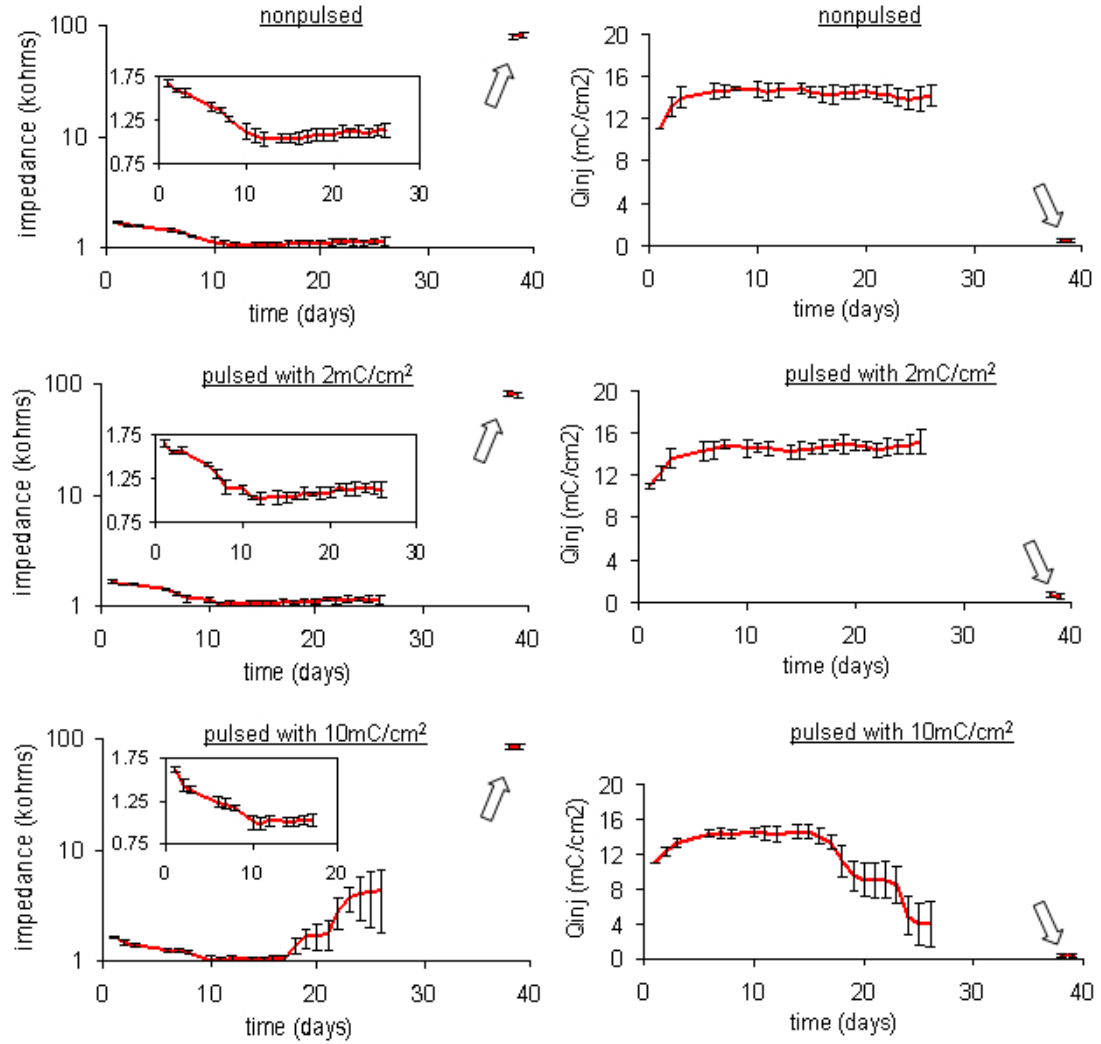 nonpulsed
impedance (kohms)
100
10
1
0 10 20 30 40
time (days)
1.75
1.25
0.75
0 10 20 30
nonpulsed
Qinj (mC/cm2)
20
16
12
8
4
0
0 10 20 30 40
time (days)
pulsed with 2mC/cm²
impedance (kohms)
100
10
1
0 10 20 30 40
time (days)
1.75
1.25
0.75
0 10 20 30
pulsed with 2mC/cm²
Qinj (mC/cm2)
20
16
12
8
4
0
0 10 20 30 40
time (days)
pulsed with 10mC/cm²
impedance (kohms)
100
10
1
0 10 20 30 40
time (days)
1.75
1.25
0.75
0 10 20
pulsed with 10mC/cm²
Qinj (mC/cm2)
20
16
12
8
4
0
0 10 20 30 40
time (days)